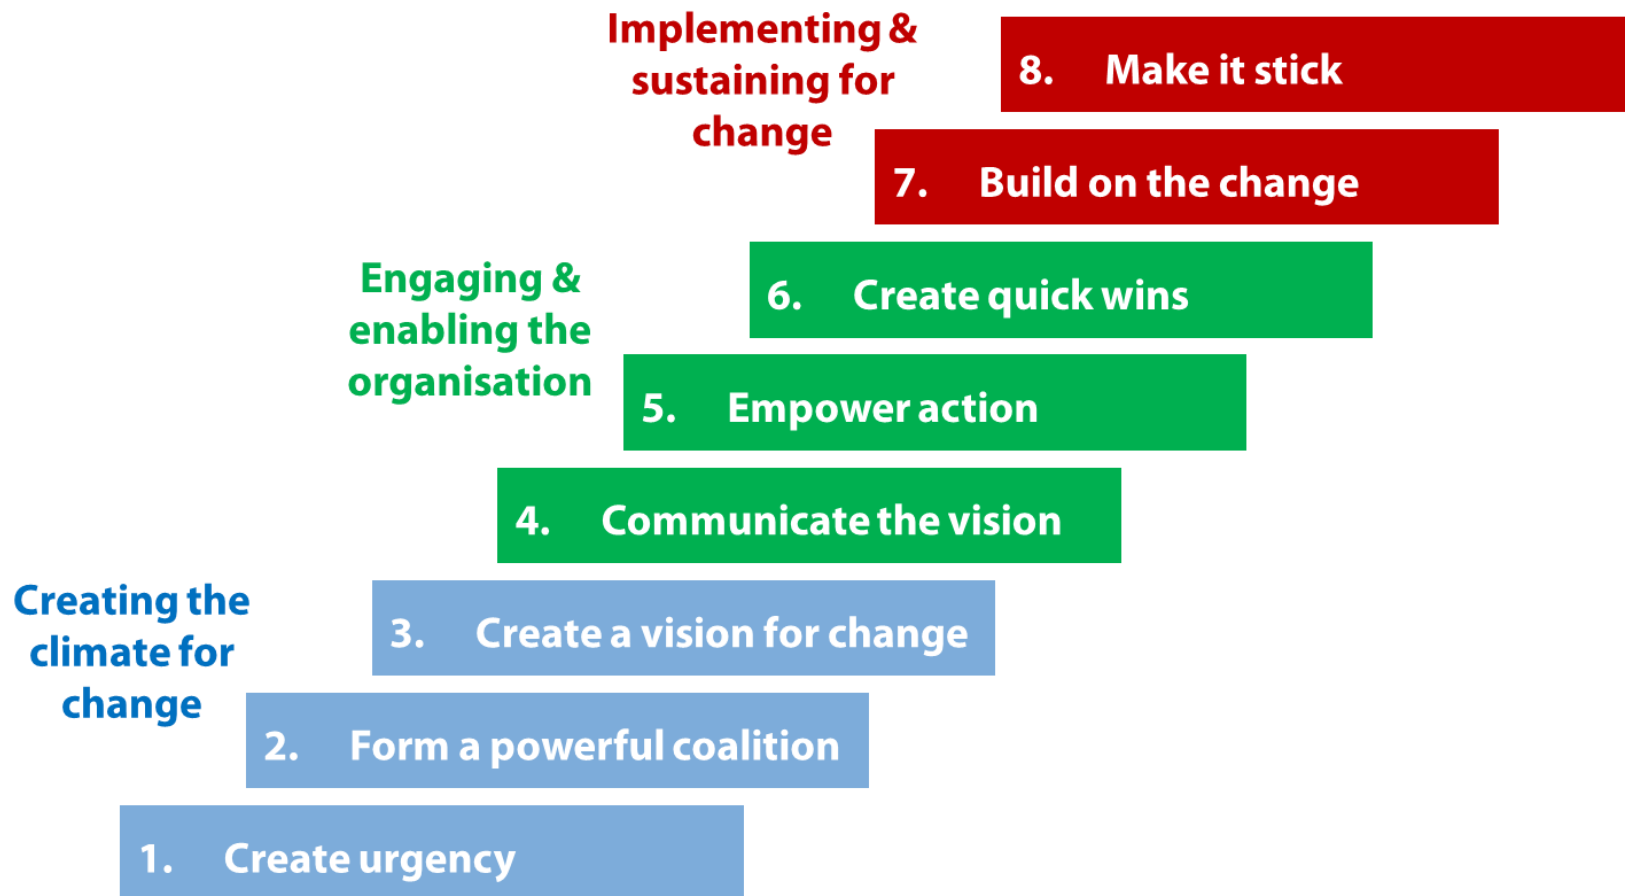 Implementing &
sustaining for
change
8. Make it stick
7. Build on the change
Engaging &
enabling the
organisation
6. Create quick wins
5. Empower action
4. Communicate the vision
Creating the
climate for
change
3. Create a vision for change
2. Form a powerful coalition
1. Create urgency